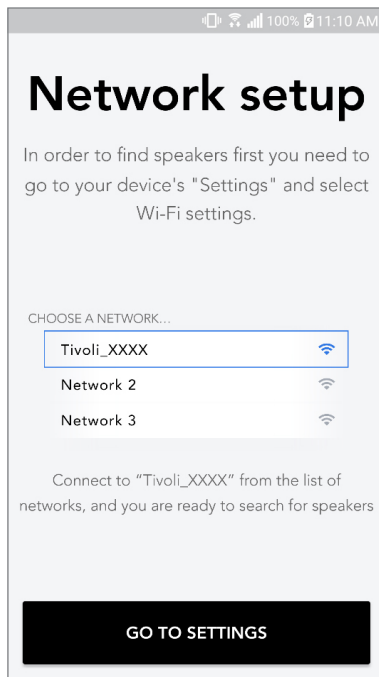 100% 11:10 AM
Network setup
In order to find speakers first you need to
go to your device's "Settings" and select
Wi-Fi settings.
CHOOSE A NETWORK...
Tivoli_XXXX
Network 2
Network 3
Connect to “Tivoli_XXXX” from the list of
networks, and you are ready to search for speakers
GO TO SETTINGS